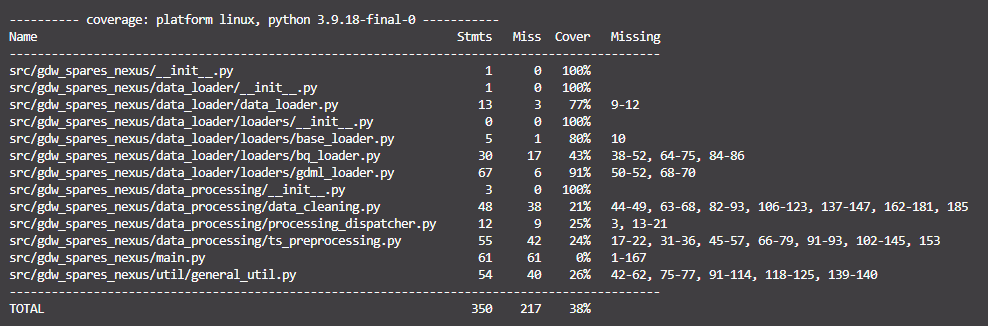 ---------- coverage: platform linux, python 3.9.18-final-0 ------------
Name                                                    Stmts   Miss  Cover   Missing
---------------------------------------------------------------------------------------------
src/gdw_spares_nexus/__init__.py                            1      0   100%
src/gdw_spares_nexus/data_loader/__init__.py                1      0   100%
src/gdw_spares_nexus/data_loader/data_loader.py            13      3    77%   9-12
src/gdw_spares_nexus/data_loader/loaders/__init__.py        0      0   100%
src/gdw_spares_nexus/data_loader/loaders/base_loader.py     5      1    80%   10
src/gdw_spares_nexus/data_loader/loaders/bq_loader.py      30     17    43%   38-52, 64-75, 84-86
src/gdw_spares_nexus/data_loader/loaders/gdml_loader.py    67      6    91%   50-52, 68-70
src/gdw_spares_nexus/data_processing/__init__.py            3      0   100%
src/gdw_spares_nexus/data_processing/data_cleaning.py      48     38    21%   44-49, 63-68, 82-93, 106-123, 137-147, 162-181, 185
src/gdw_spares_nexus/data_processing/processing_dispatcher.py   12      9    25%   3, 13-21
src/gdw_spares_nexus/data_processing/ts_preprocessing.py   55     42    24%   17-22, 31-36, 45-57, 66-79, 91-93, 102-145, 153
src/gdw_spares_nexus/main.py                               61     61     0%   1-167
src/gdw_spares_nexus/util/general_util.py                  54     40    26%   42-62, 75-77, 91-114, 118-125, 139-140
---------------------------------------------------------------------------------------------
TOTAL                                                     350    217    38%